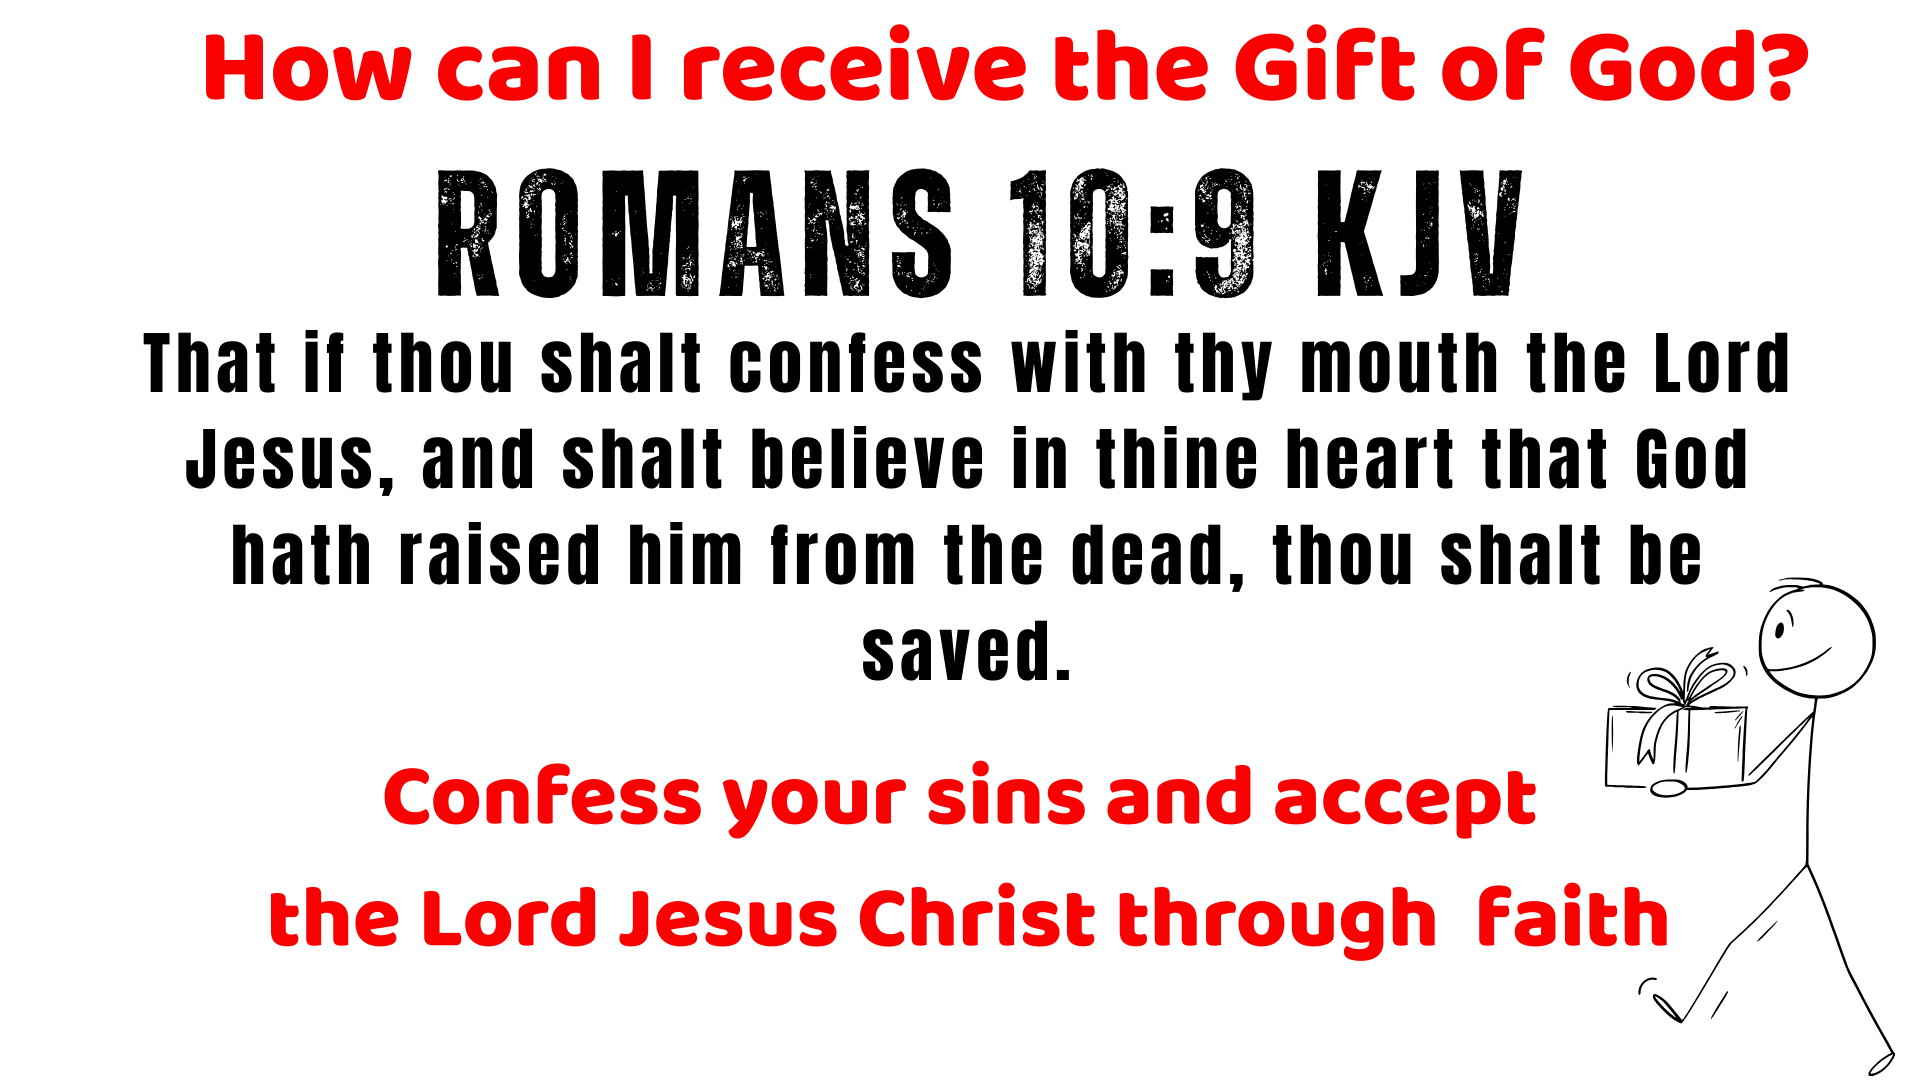 How can I receive the Gift of God?
ROMANS 10:9 KJV
That if thou shalt confess with thy mouth the Lord
Jesus, and shalt believe in thine heart that God
hath raised him from the dead, thou shalt be
saved.
Confess your sins and accept
the Lord Jesus Christ through faith